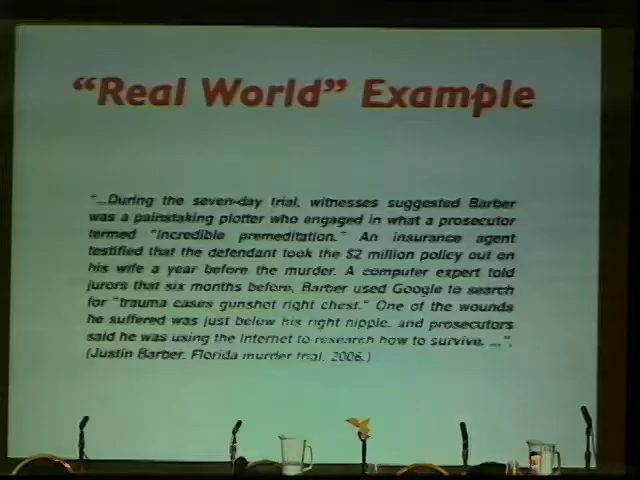 “Real World” Example
"...During the seven-day trial, witnesses suggested Barber
was a painstaking plotter who engaged in what a prosecutor
termed "incredible premeditation." An insurance agent
testified that the defendant took the $2 million policy out on
his wife a year before the murder. A computer expert told
jurors that six months before, Barber used Google to search
for "trauma cases gunshot right chest." One of the wounds
he suffered was just below his right nipple, and prosecutors
said he was using the Internet to research how to survive. ...".
(Justin Barber. Florida murder trial, 2006.)